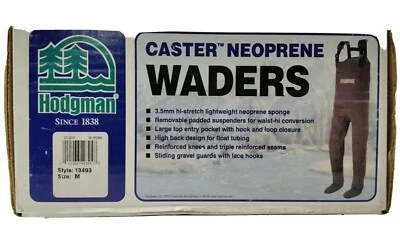 CASTER™ NEOPRENE
WADERS
Hodgman®
SINCE 1838
• 3.5mm hi-stretch lightweight neoprene sponge
• Removable padded suspenders for waist-hi conversion
• Large top entry pocket with hook and loop closure
• High back design for float tubing
• Reinforced knees and triple reinforced seams
• Sliding gravel guards with lace hooks
Style: 13493
Size: M